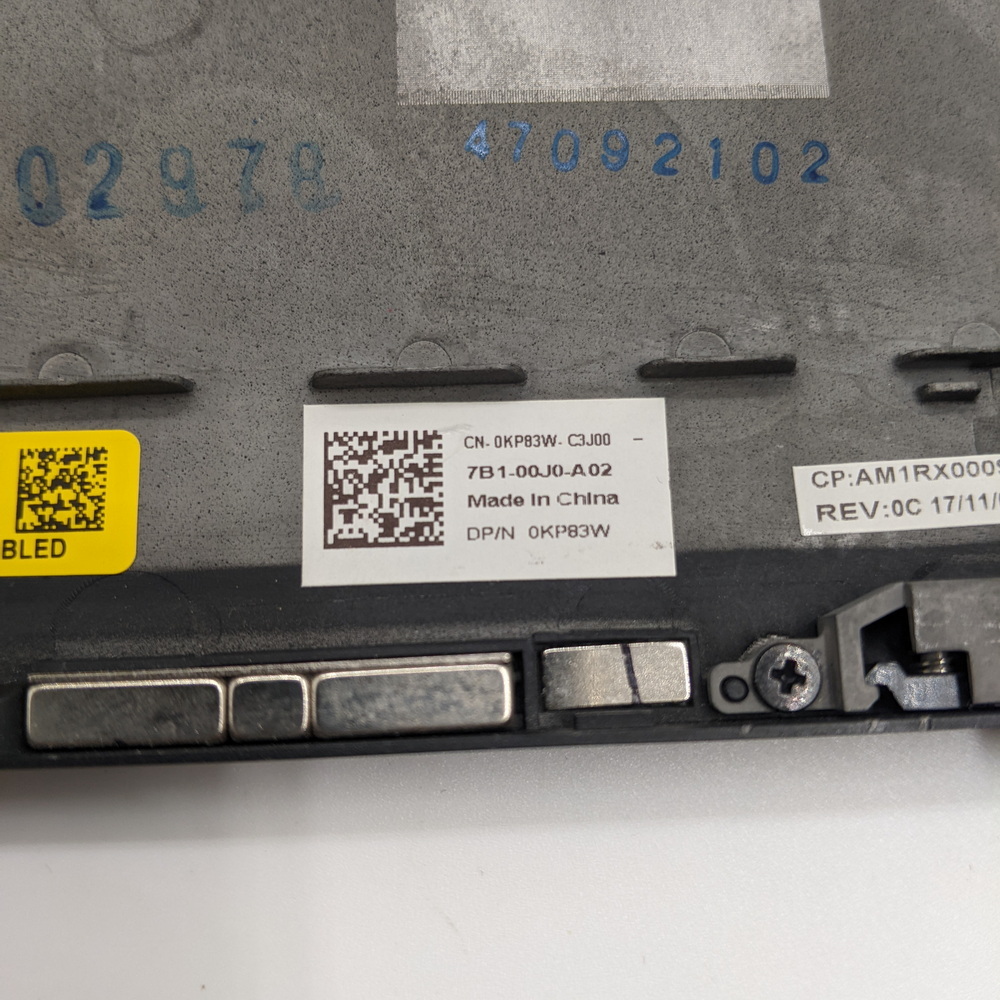 02978
47092102
CN- 0KP83W- C3J00 -
7B1-00J0-A02
Made in China
DP/N 0KP83W
BLED
CP:AM1RX000
REV:0C 17/11/